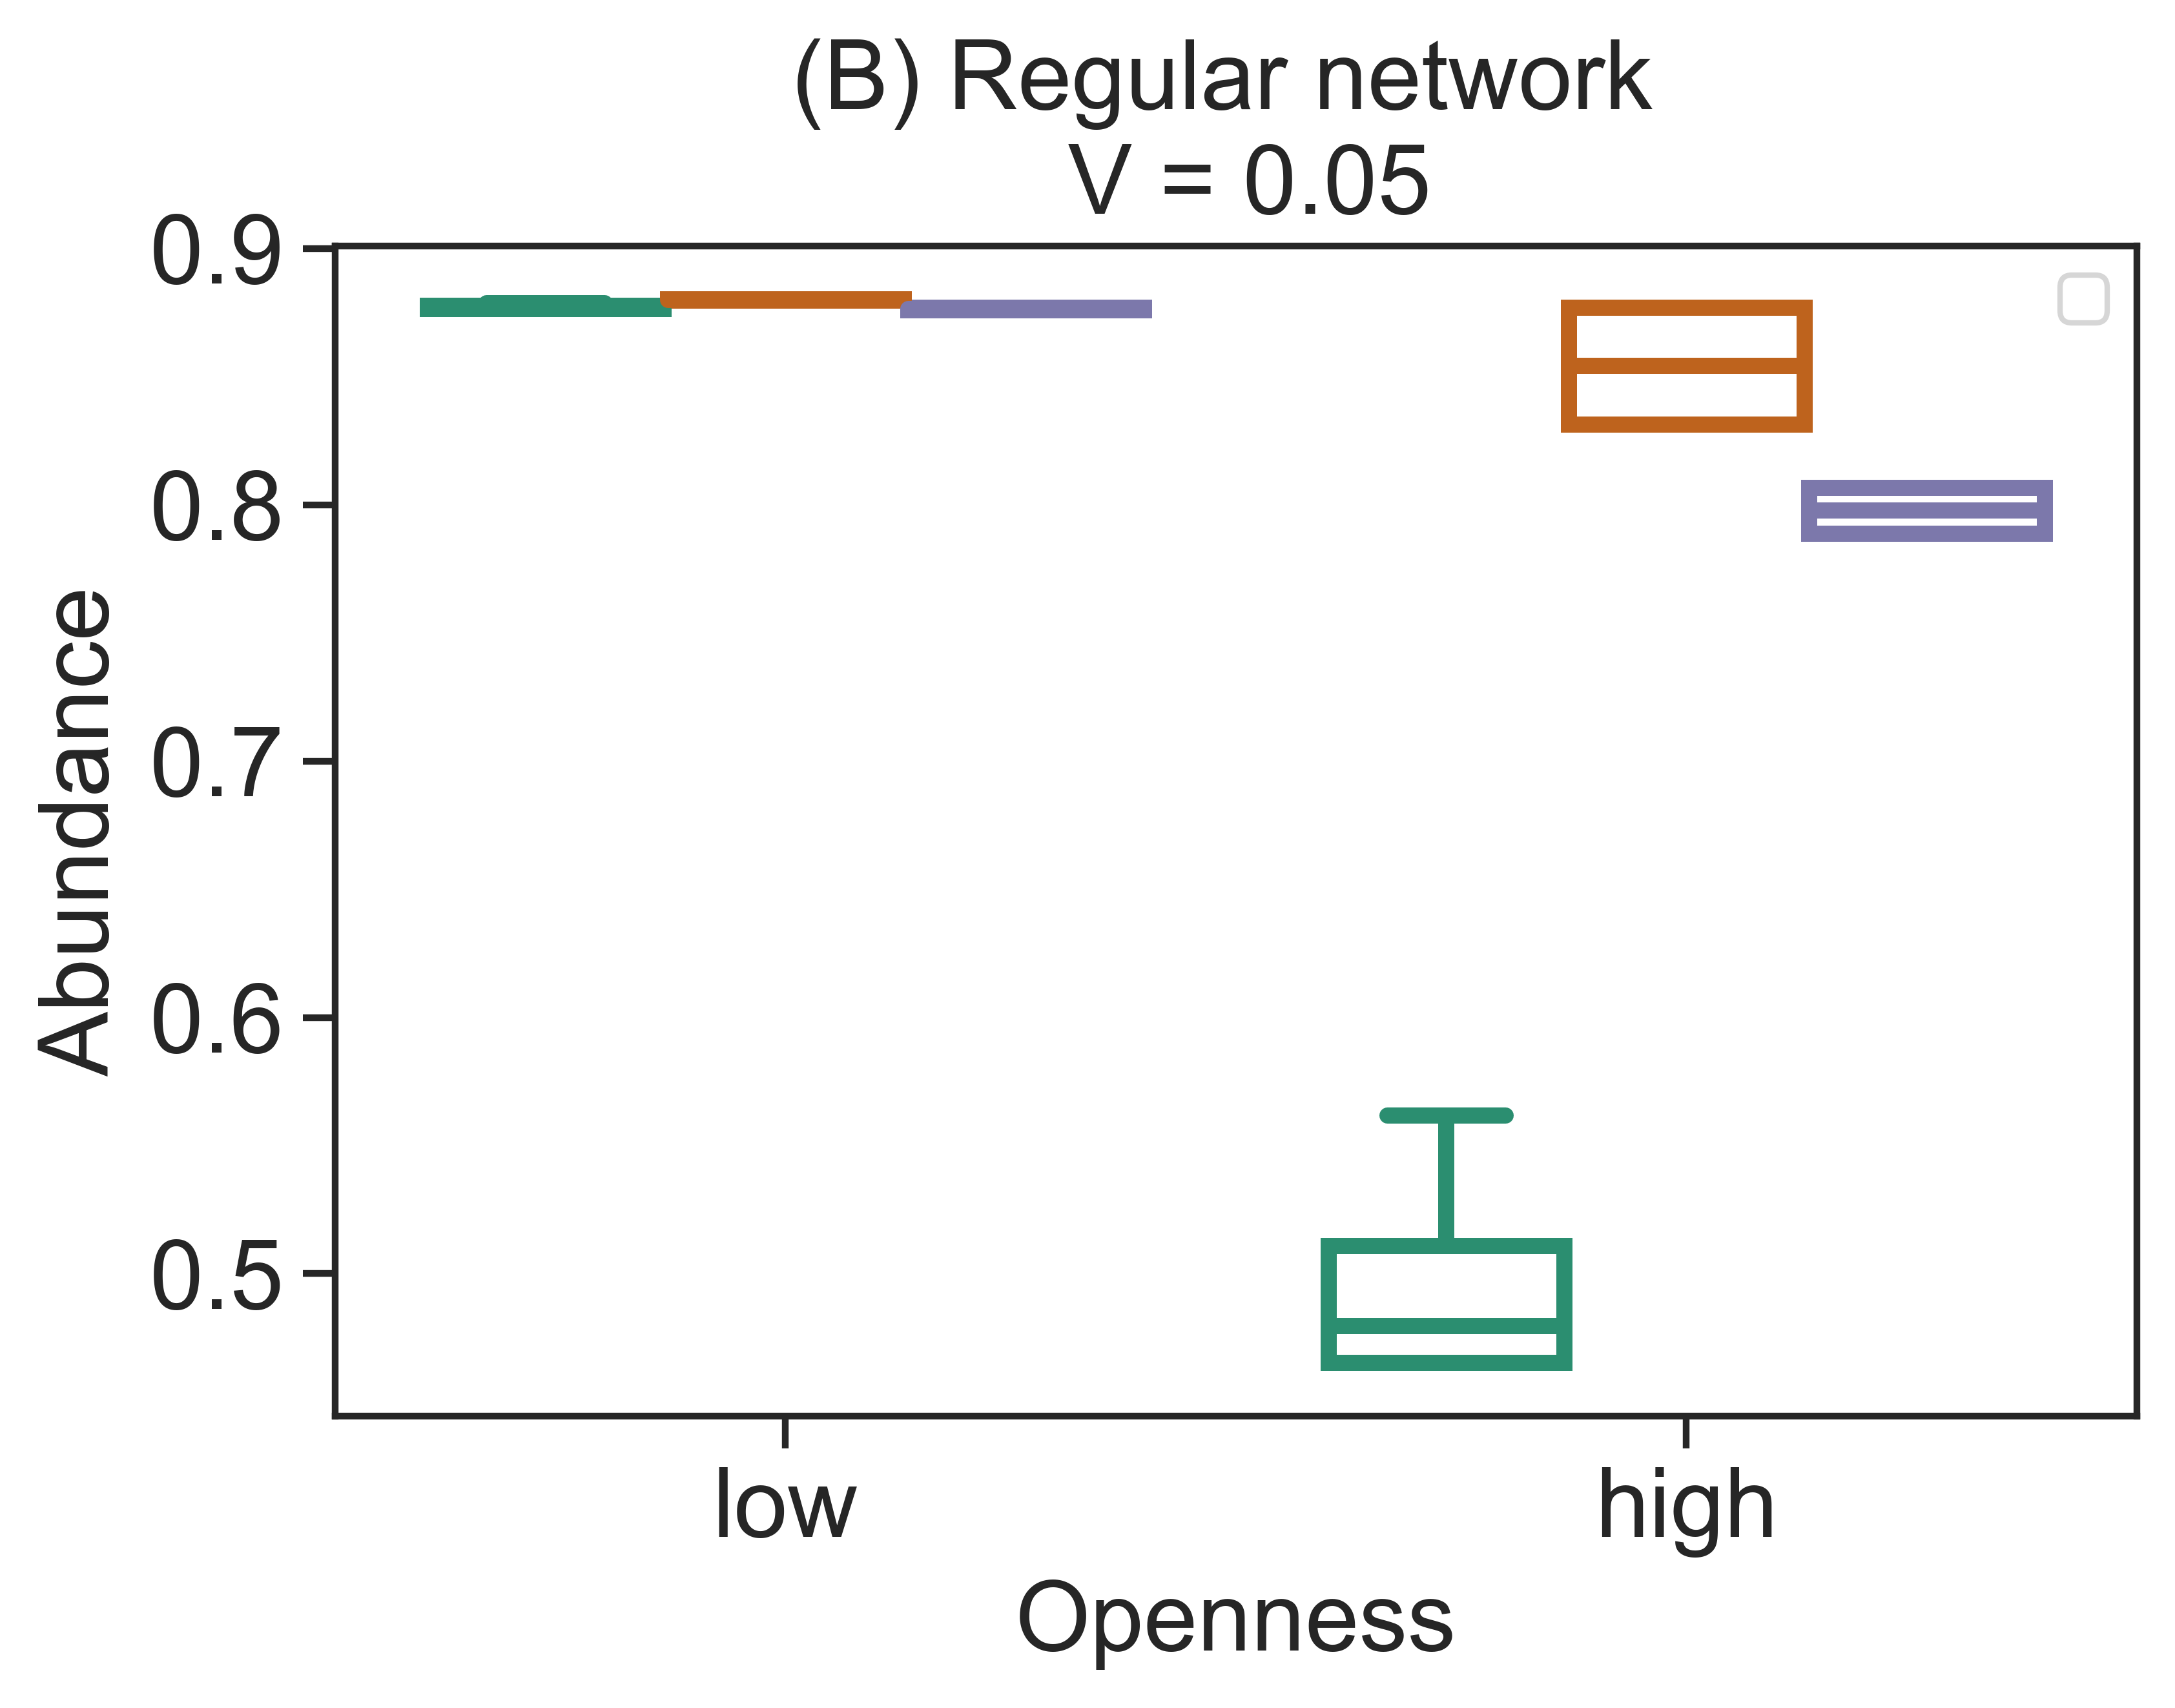 (B) Regular network
V = 0.05
0.9
0.8
0.7
0.6
0.5
Abundance
low
high
Openness